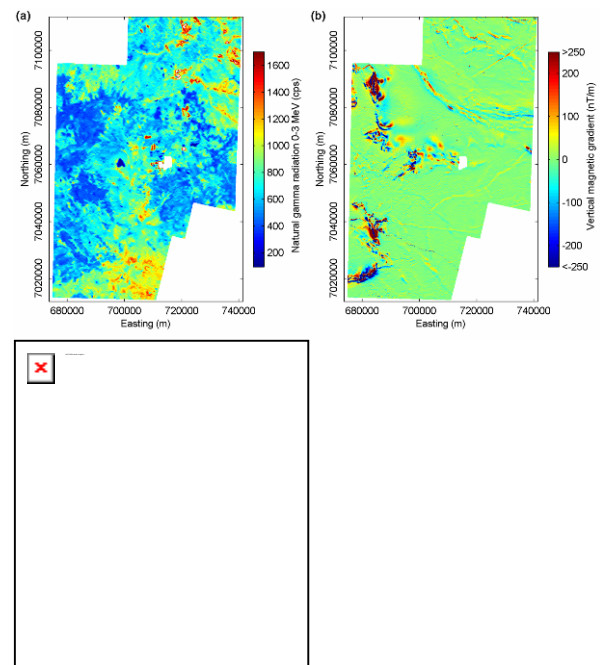 (a)
7100000
7080000
7060000
7040000
7020000
Northing (m)
680000 700000 720000 740000
Easting (m)
1600
1400
1200
1000
800
600
400
200
Natural gamma radiation 0-3 MeV (cps)
(b)
7100000
7080000
7060000
7040000
7020000
Northing (m)
680000 700000 720000 740000
Easting (m)
>250
200
100
0
-100
-200
<-250
Vertical magnetic gradient (nT/m)